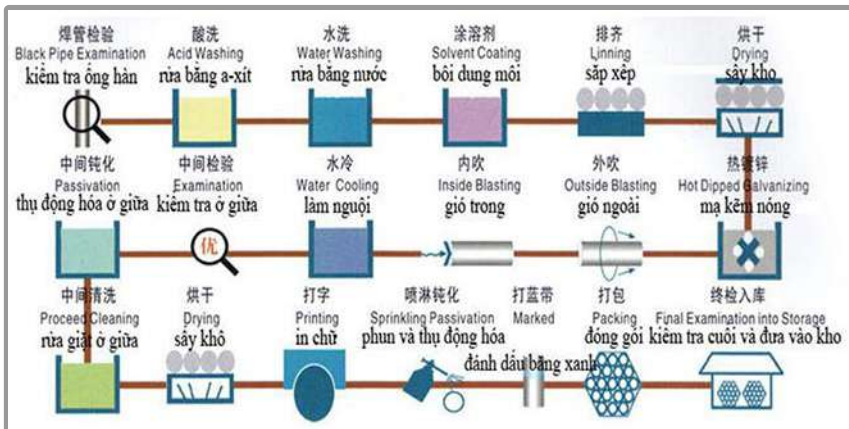 焊管检验
Black Pipe Examination
kiểm tra ống hàn
酸洗
Acid Washing
rửa bằng a-xít
水洗
Water Washing
rửa bằng nước
涂溶剂
Solvent Coating
bôi dung môi
排齐
Linning
sắp xếp
烘干
Drying
sấy kho
中间钝化
Passivation
thụ động hóa ở giữa
中间检验
Examination
kiểm tra ở giữa
优
水冷
Water Cooling
làm nguội
内吹
Inside Blasting
gió trong
外吹
Outside Blasting
gió ngoài
热镀锌
Hot Dipped Galvanizing
mạ kẽm nóng
中间清洗
Proceed Cleaning
rửa giặt ở giữa
烘干
Drying
sấy khô
打字
Printing
in chữ
喷淋钝化
Sprinkling Passivation
phun và thụ động hóa
打蓝带
Marked
đánh dấu bằng xanh
打包
Packing
đóng gói
终检入库
Final Examination into Storage
kiểm tra cuối và đưa vào kho